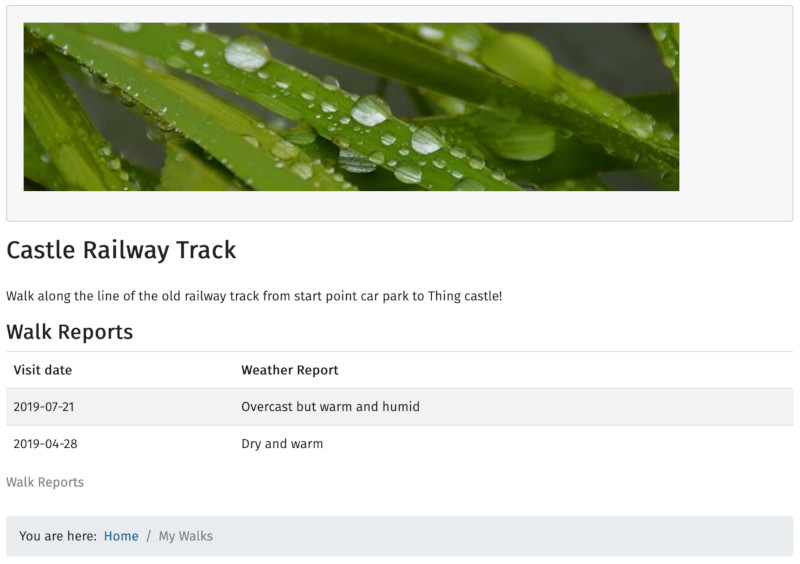 Castle Railway Track
Walk along the line of the old railway track from start point car park to Thing castle!
Walk Reports
Visit date Weather Report
2019-07-21 Overcast but warm and humid
2019-04-28 Dry and warm
Walk Reports
You are here: Home / My Walks